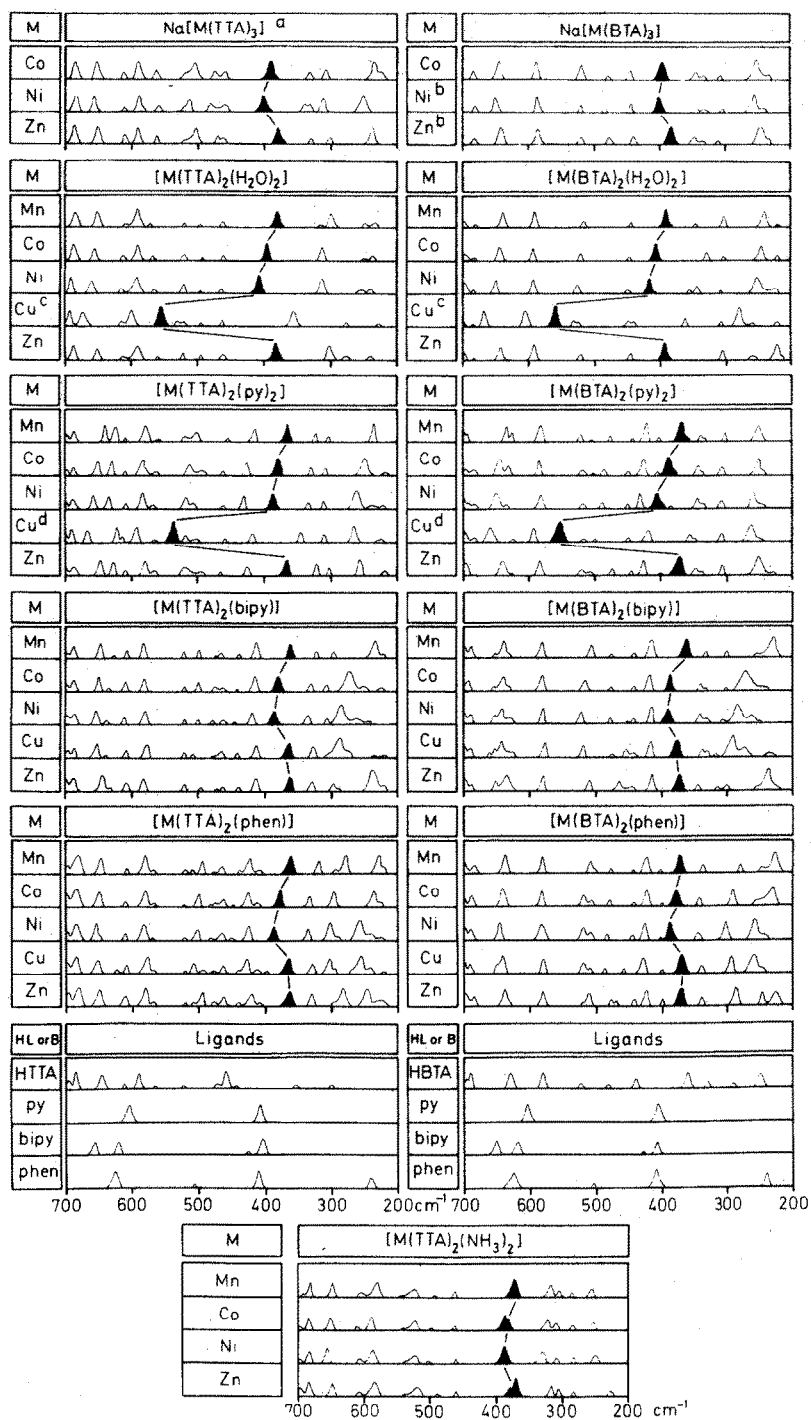 M Na[M(TTA)₃] a M Na[M(BTA)₃]
Co Co
Ni Ni b
Zn Zn b
M [M(TTA)₂(H₂O)₂] M [M(BTA)₂(H₂O)₂]
Mn Mn
Co Co
Ni Ni
Cu c Cu c
Zn Zn
M [M(TTA)₂(py)₂] M [M(BTA)₂(py)₂]
Mn Mn
Co Co
Ni Ni
Cu d Cu d
Zn Zn
M [M(TTA)₂(bipy)] M [M(BTA)₂(bipy)]
Mn Mn
Co Co
Ni Ni
Cu Cu
Zn Zn
M [M(TTA)₂(phen)] M [M(BTA)₂(phen)]
Mn Mn
Co Co
Ni Ni
Cu Cu
Zn Zn
HL or B Ligands HL or B Ligands
HTTA HBTA
py py
bipy bipy
phen phen
700 600 500 400 300 200 cm⁻¹ 700 600 500 400 300 200
M [M(TTA)₂(NH₃)₂]
Mn
Co
Ni
Zn
700 600 500 400 300 200 cm⁻¹